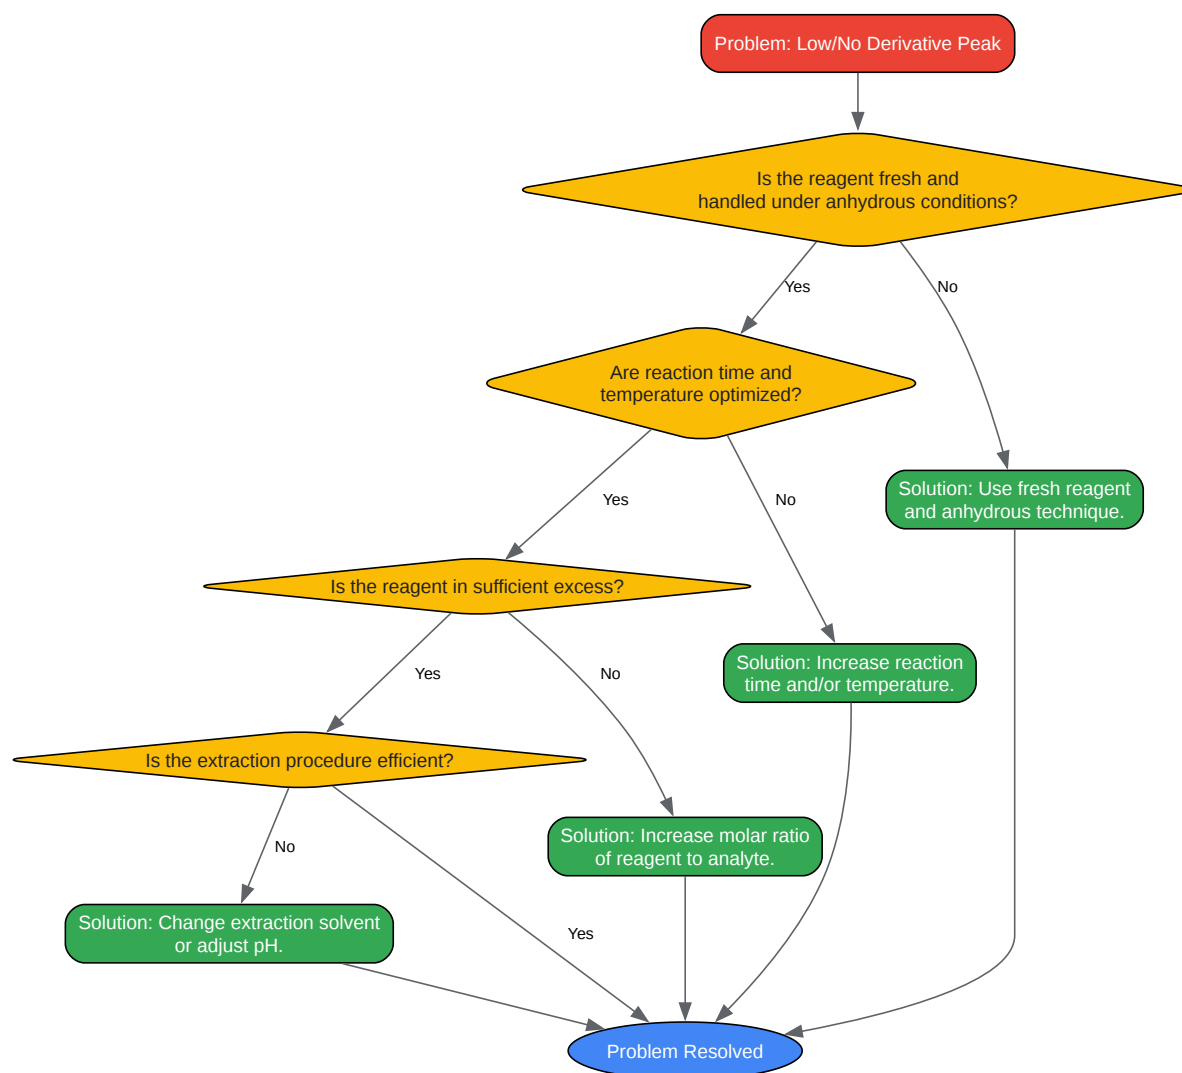 Problem: Low/No Derivative Peak
Is the reagent fresh and
handled under anhydrous conditions?
Yes
No
Are reaction time and
temperature optimized?
Solution: Use fresh reagent
and anhydrous technique.
Yes
No
Is the reagent in sufficient excess?
Solution: Increase reaction
time and/or temperature.
Yes
No
Is the extraction procedure efficient?
Solution: Increase molar ratio
of reagent to analyte.
No
Yes
Solution: Change extraction solvent
or adjust pH.
Problem Resolved